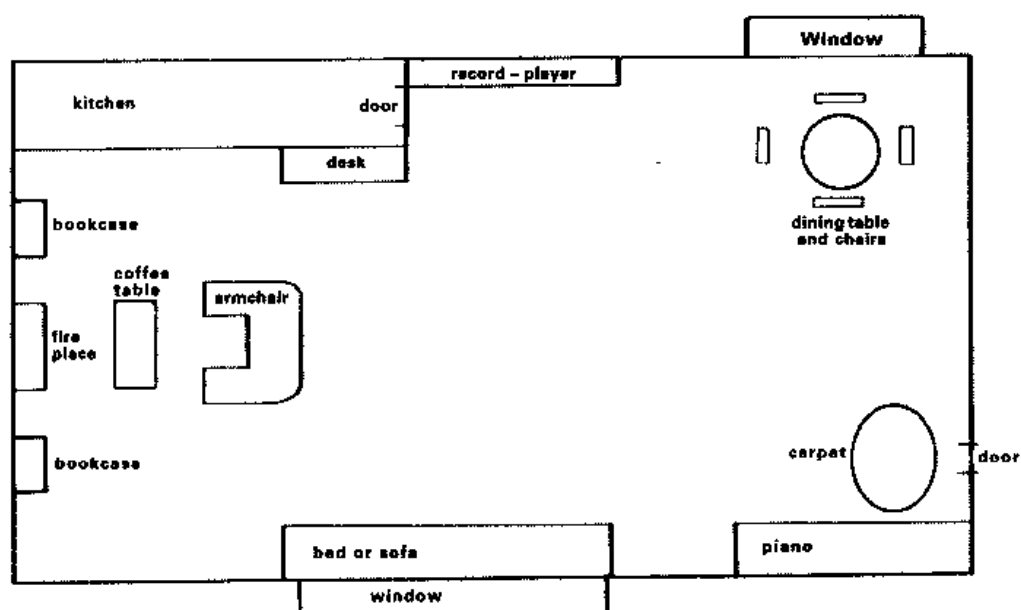 Window
record – player
kitchen
door
desk
bookcase
dining table
and chairs
coffee
table
armchair
fire
place
bookcase
carpet
door
bed or sofa
piano
window